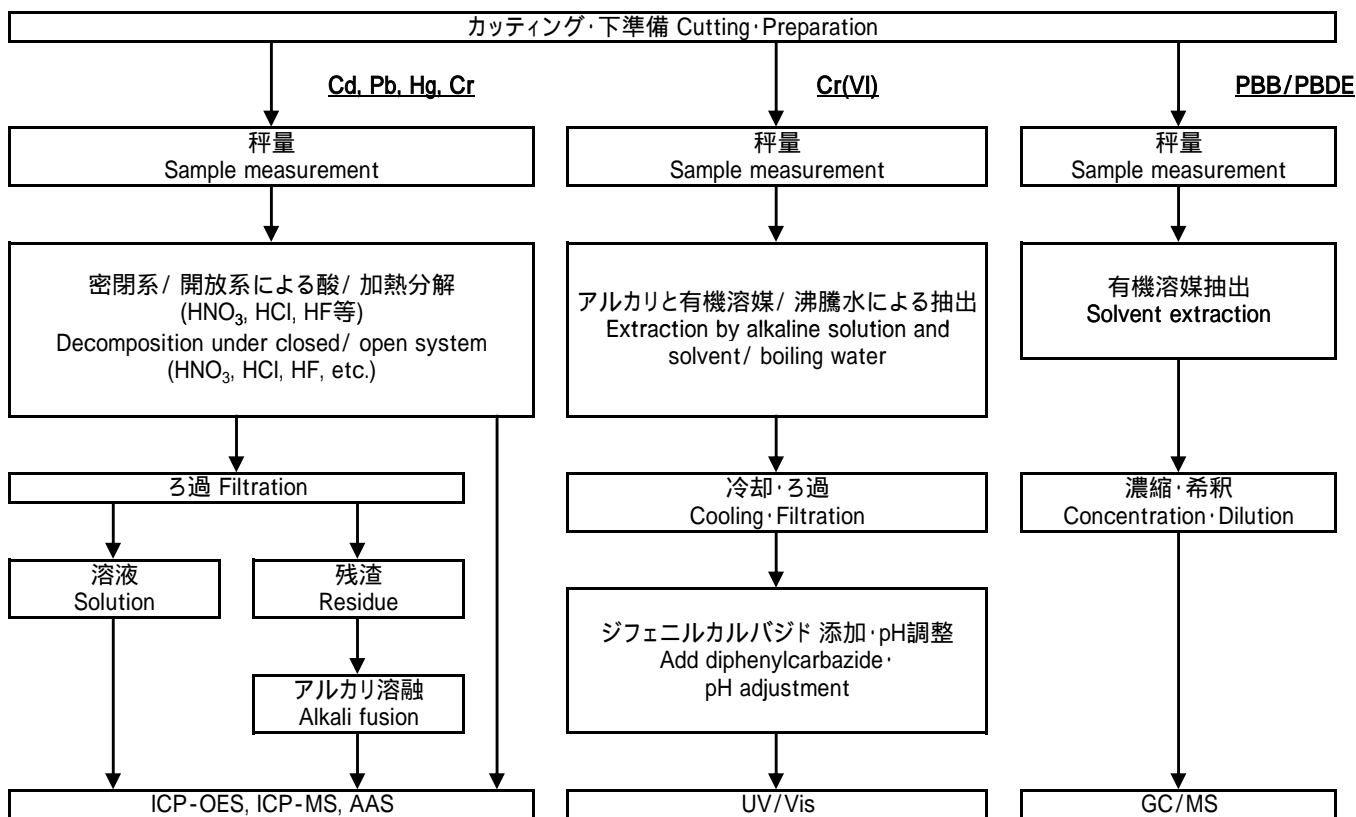 カッティング・下準備 Cutting・Preparation
Cd, Pb, Hg, Cr
Cr(VI)
PBB/PBDE
秤量
Sample measurement
秤量
Sample measurement
秤量
Sample measurement
密閉系/ 開放系による酸/ 加熱分解
(HNO₃, HCl, HF等)
Decomposition under closed/ open system
(HNO₃, HCl, HF, etc.)
アルカリと有機溶媒/ 沸騰水による抽出
Extraction by alkaline solution and
solvent/ boiling water
有機溶媒抽出
Solvent extraction
ろ過 Filtration
冷却・ろ過
Cooling・Filtration
濃縮・希釈
Concentration・Dilution
溶液
Solution
残渣
Residue
アルカリ溶融
Alkali fusion
ジフェニルカルバジド 添加・pH調整
Add diphenylcarbazide・
pH adjustment
ICP-OES, ICP-MS, AAS
UV/Vis
GC/MS